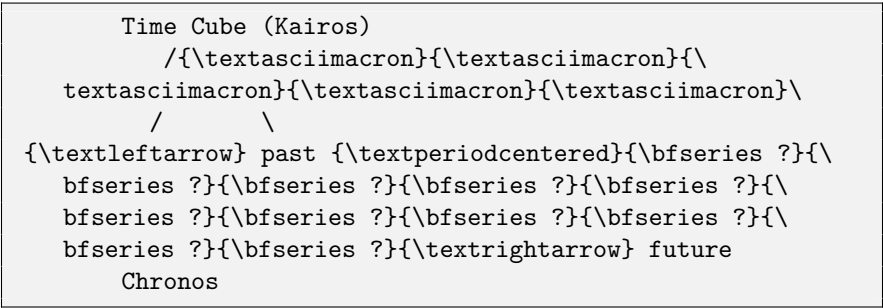 Time Cube (Kairos)
/{\textasciimacron}{\textasciimacron}{\
textasciimacron}{\textasciimacron}{\textasciimacron}\
/ \
{\textleftarrow} past {\textperiodcentered}{\bfseries ?}{\
bfseries ?}{\bfseries ?}{\bfseries ?}{\bfseries ?}{\
bfseries ?}{\bfseries ?}{\bfseries ?}{\bfseries ?}{\
bfseries ?}{\bfseries ?}{\textrightarrow} future
Chronos